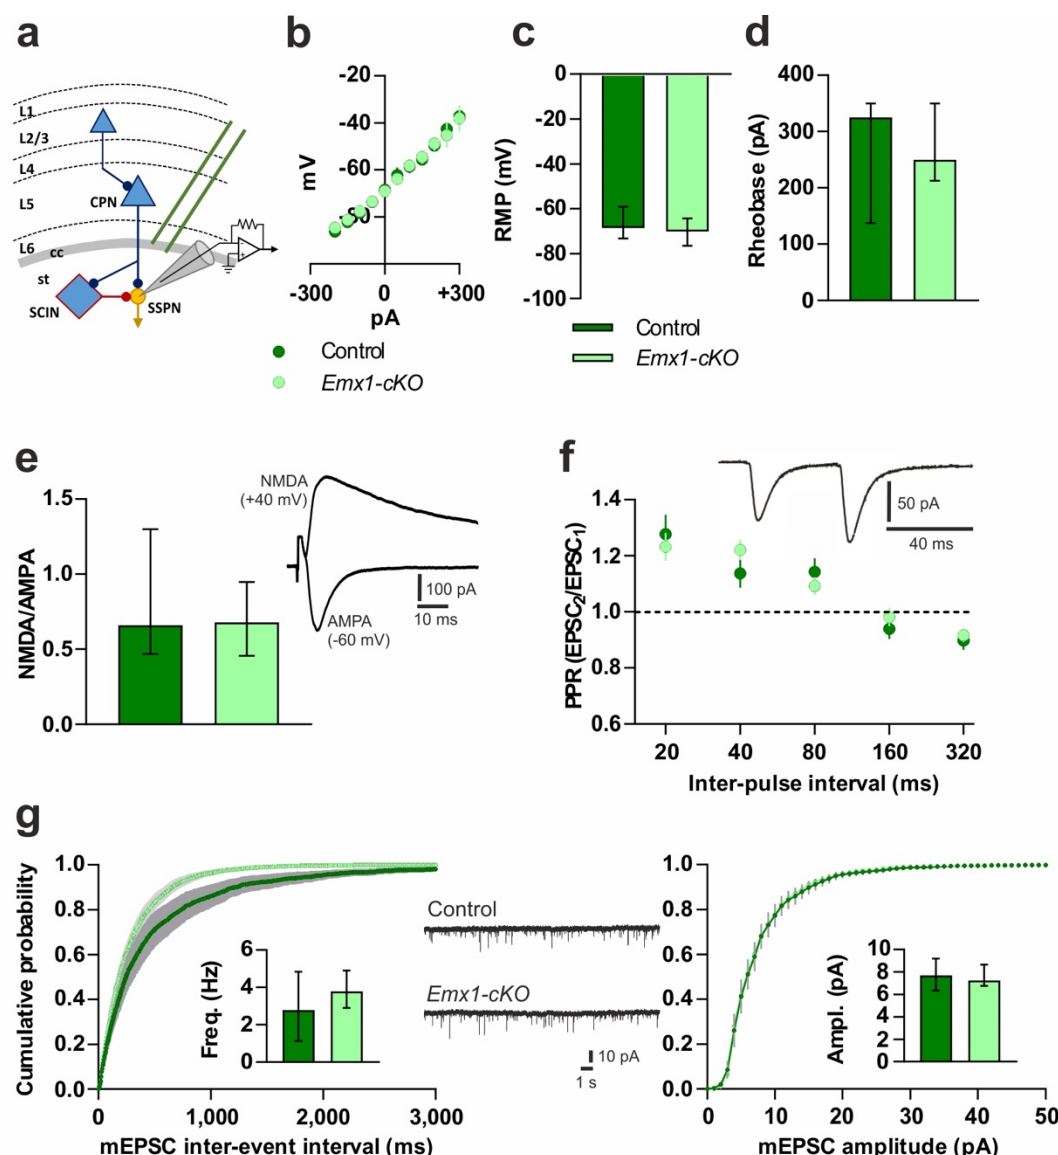 a
L1
L2/3
L4
L5
L6
cc
st
CPN
SCIN
SSPN
b
-20
-40
-60
-80
mV
-300
0
+300
pA
Control
Emx1-cKO
c
0
-20
-40
-60
-80
-100
RMP (mV)
Control
Emx1-cKO
d
400
300
200
100
0
Rheobase (pA)
e
1.5
1.0
0.5
0.0
NMDA/AMPA
NMDA
(+40 mV)
AMPA
(-60 mV)
100 pA
10 ms
f
1.4
1.2
1.0
0.8
0.6
PPR (EPSC2/EPSC1)
50 pA
40 ms
20
40
80
160
320
Inter-pulse interval (ms)
g
1.0
0.8
0.6
0.4
0.2
0.0
Cumulative probability
0
1,000
2,000
3,000
mEPSC inter-event interval (ms)
6
4
2
0
Freq. (Hz)
Control
Emx1-cKO
10 pA
1 s
1.0
0.8
0.6
0.4
0.2
0.0
0
10
20
30
40
50
mEPSC amplitude (pA)
10
8
6
4
2
0
Ampl. (pA)